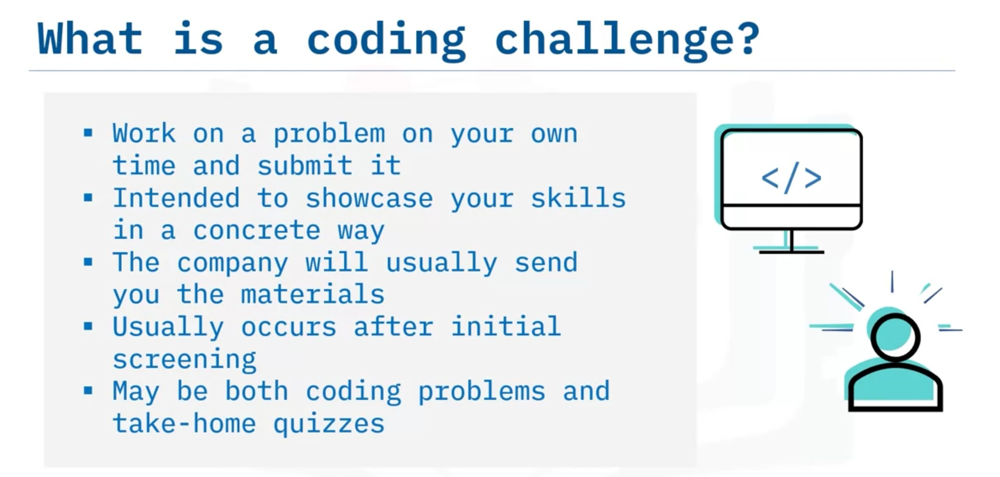 What is a coding challenge?
▪ Work on a problem on your own
time and submit it
▪ Intended to showcase your skills
in a concrete way
▪ The company will usually send
you the materials
▪ Usually occurs after initial
screening
▪ May be both coding problems and
take-home quizzes
</>